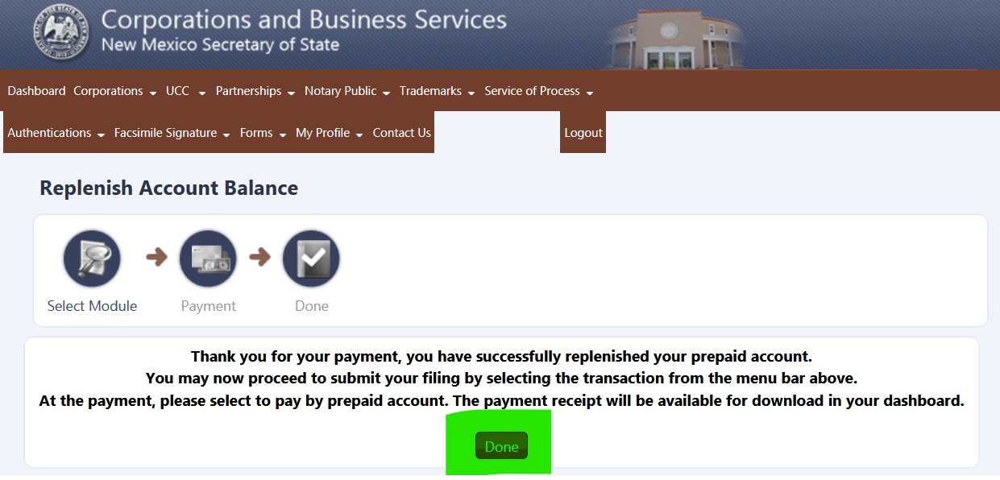 Corporations and Business Services
New Mexico Secretary of State
Dashboard Corporations UCC Partnerships Notary Public Trademarks Service of Process
Authentications Facsimile Signature Forms My Profile Contact Us Logout
Replenish Account Balance
Select Module Payment Done
Thank you for your payment, you have successfully replenished your prepaid account.
You may now proceed to submit your filing by selecting the transaction from the menu bar above.
At the payment, please select to pay by prepaid account. The payment receipt will be available for download in your dashboard.
Done